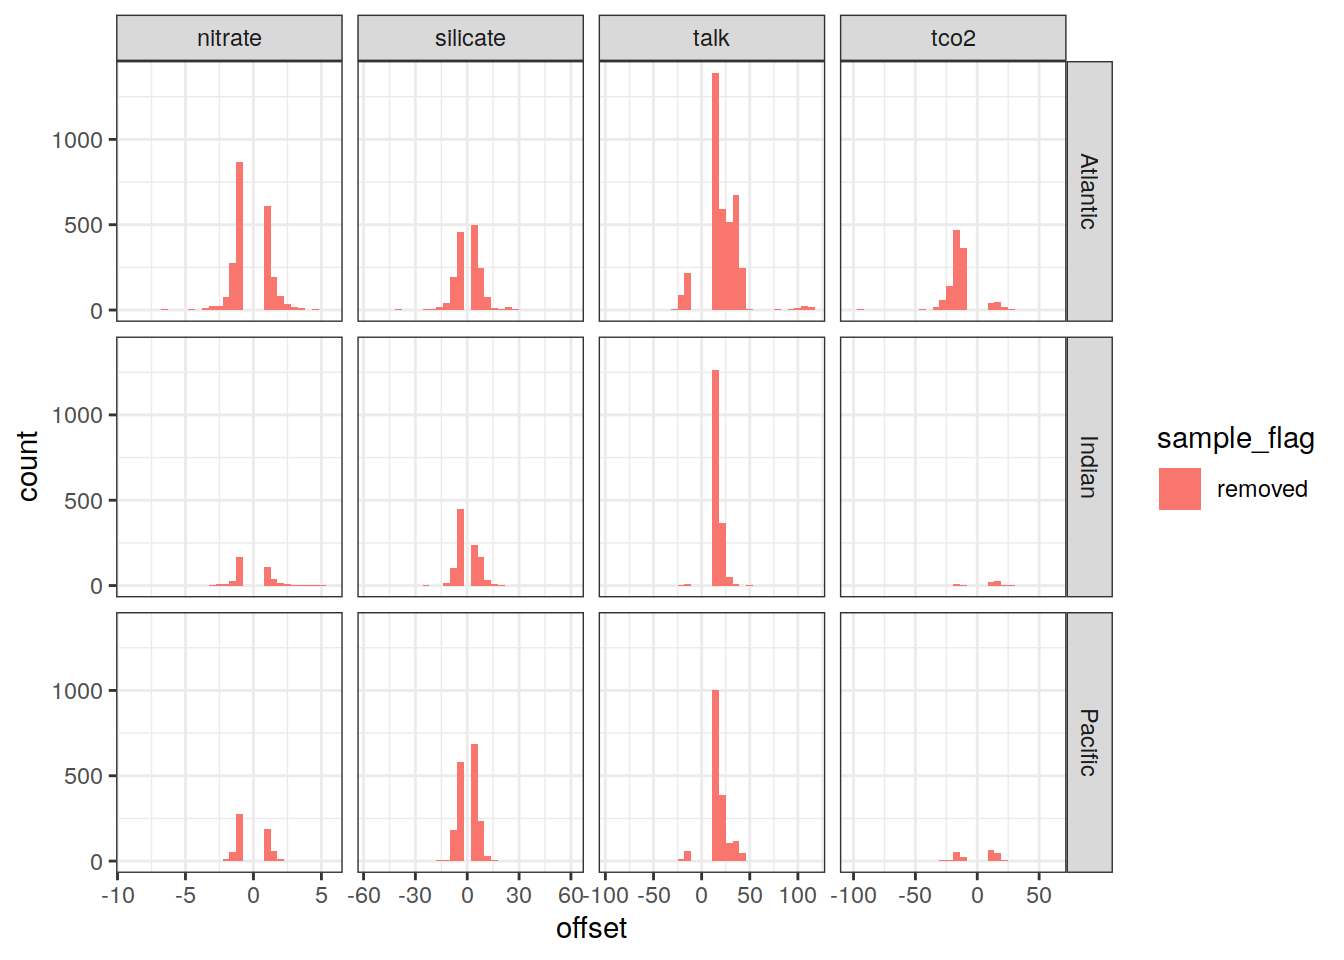 nitrate silicate talk tco2
1000
500
0
Atlantic
1000
500
0
Indian
1000
500
0
Pacific
-10 -5 0 5 -60 -30 0 30 60 -100 -50 0 50 100 -100 -50 0 50
offset
count
sample_flag
removed